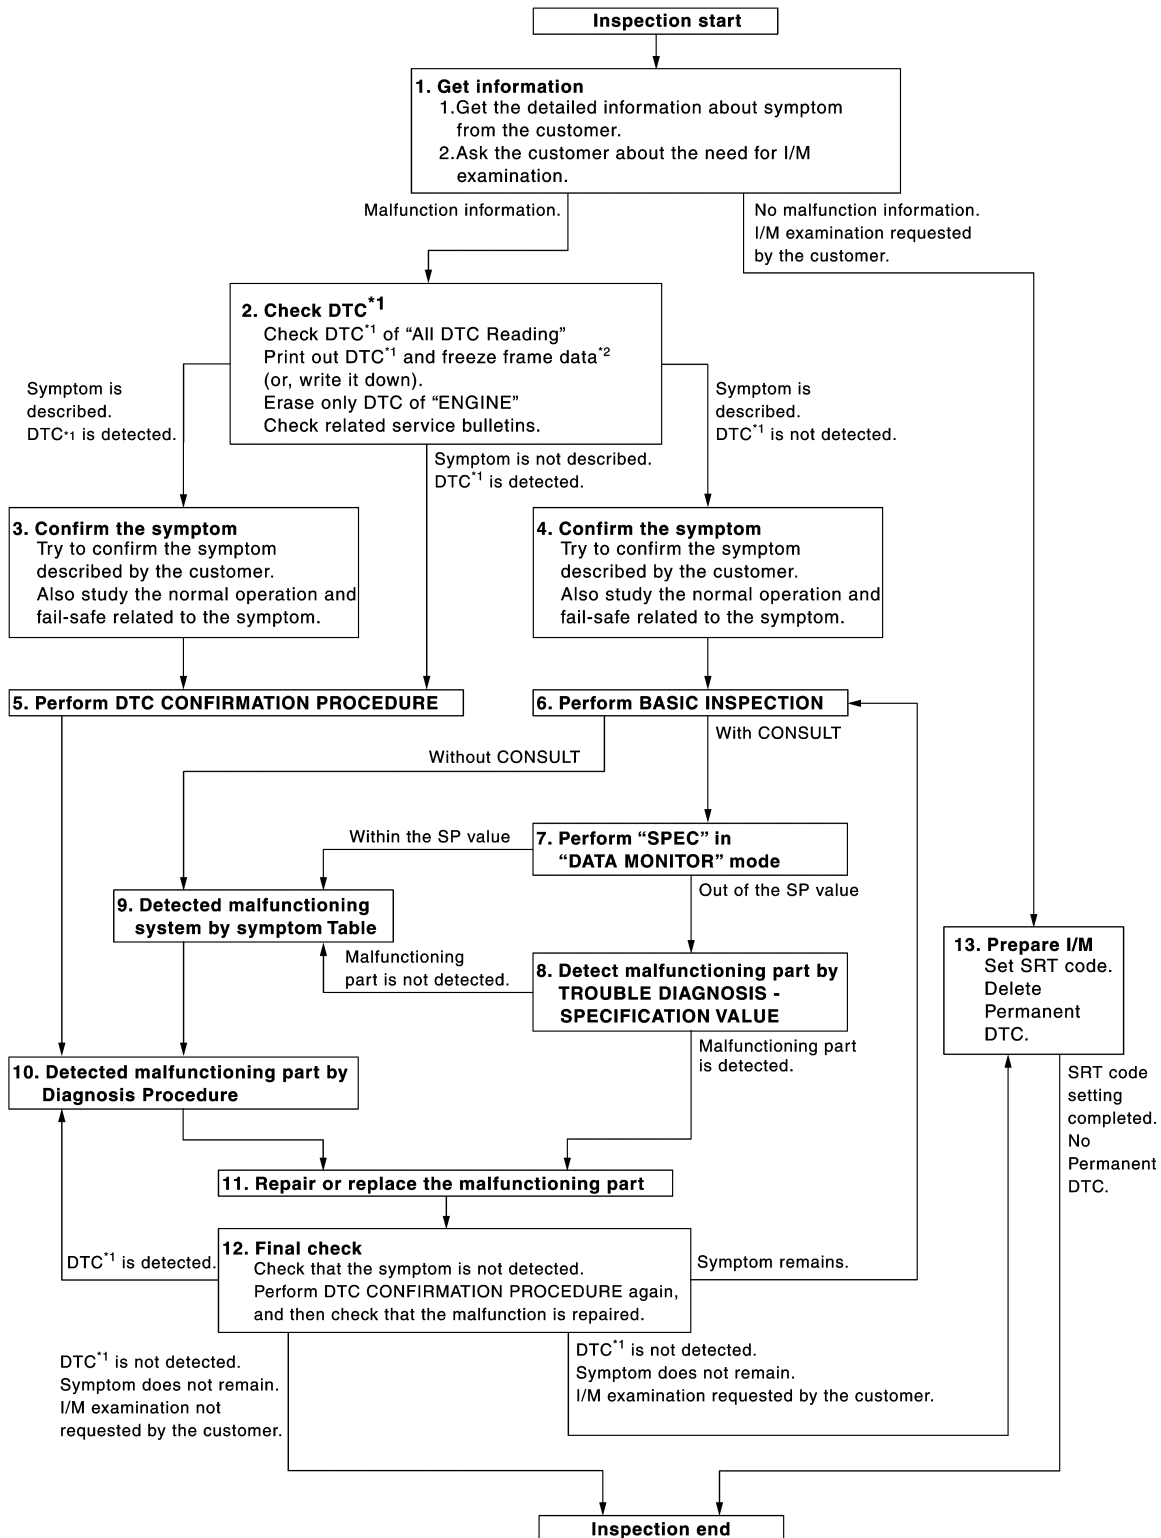 Inspection start
1. Get information
1.Get the detailed information about symptom
from the customer.
2.Ask the customer about the need for I/M
examination.
Malfunction information.
No malfunction information.
I/M examination requested
by the customer.
2. Check DTC*1
Check DTC*1 of “All DTC Reading”
Print out DTC*1 and freeze frame data*2
(or, write it down).
Erase only DTC of “ENGINE”
Check related service bulletins.
Symptom is
described.
DTC*1 is detected.
Symptom is
described.
DTC*1 is not detected.
Symptom is not described.
DTC*1 is detected.
3. Confirm the symptom
Try to confirm the symptom
described by the customer.
Also study the normal operation and
fail-safe related to the symptom.
4. Confirm the symptom
Try to confirm the symptom
described by the customer.
Also study the normal operation and
fail-safe related to the symptom.
5. Perform DTC CONFIRMATION PROCEDURE
6. Perform BASIC INSPECTION
Without CONSULT
With CONSULT
7. Perform “SPEC” in
“DATA MONITOR” mode
Within the SP value
Out of the SP value
9. Detected malfunctioning
system by symptom Table
Malfunctioning
part is not detected.
8. Detect malfunctioning part by
TROUBLE DIAGNOSIS -
SPECIFICATION VALUE
13. Prepare I/M
Set SRT code.
Delete
Permanent
DTC.
Malfunctioning part
is detected.
10. Detected malfunctioning part by
Diagnosis Procedure
SRT code
setting
completed.
No
Permanent
DTC.
11. Repair or replace the malfunctioning part
12. Final check
Check that the symptom is not detected.
Perform DTC CONFIRMATION PROCEDURE again,
and then check that the malfunction is repaired.
DTC*1 is detected.
Symptom remains.
DTC*1 is not detected.
Symptom does not remain.
I/M examination not
requested by the customer.
DTC*1 is not detected.
Symptom does not remain.
I/M examination requested by the customer.
Inspection end